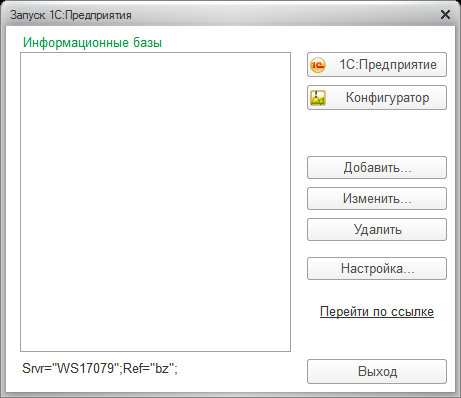 Запуск 1С:Предприятия
Информационные базы
1С:Предприятие
Конфигуратор
Добавить...
Изменить...
Удалить
Настройка...
Перейти по ссылке
Srvr="WS17079";Ref="bz";
Выход